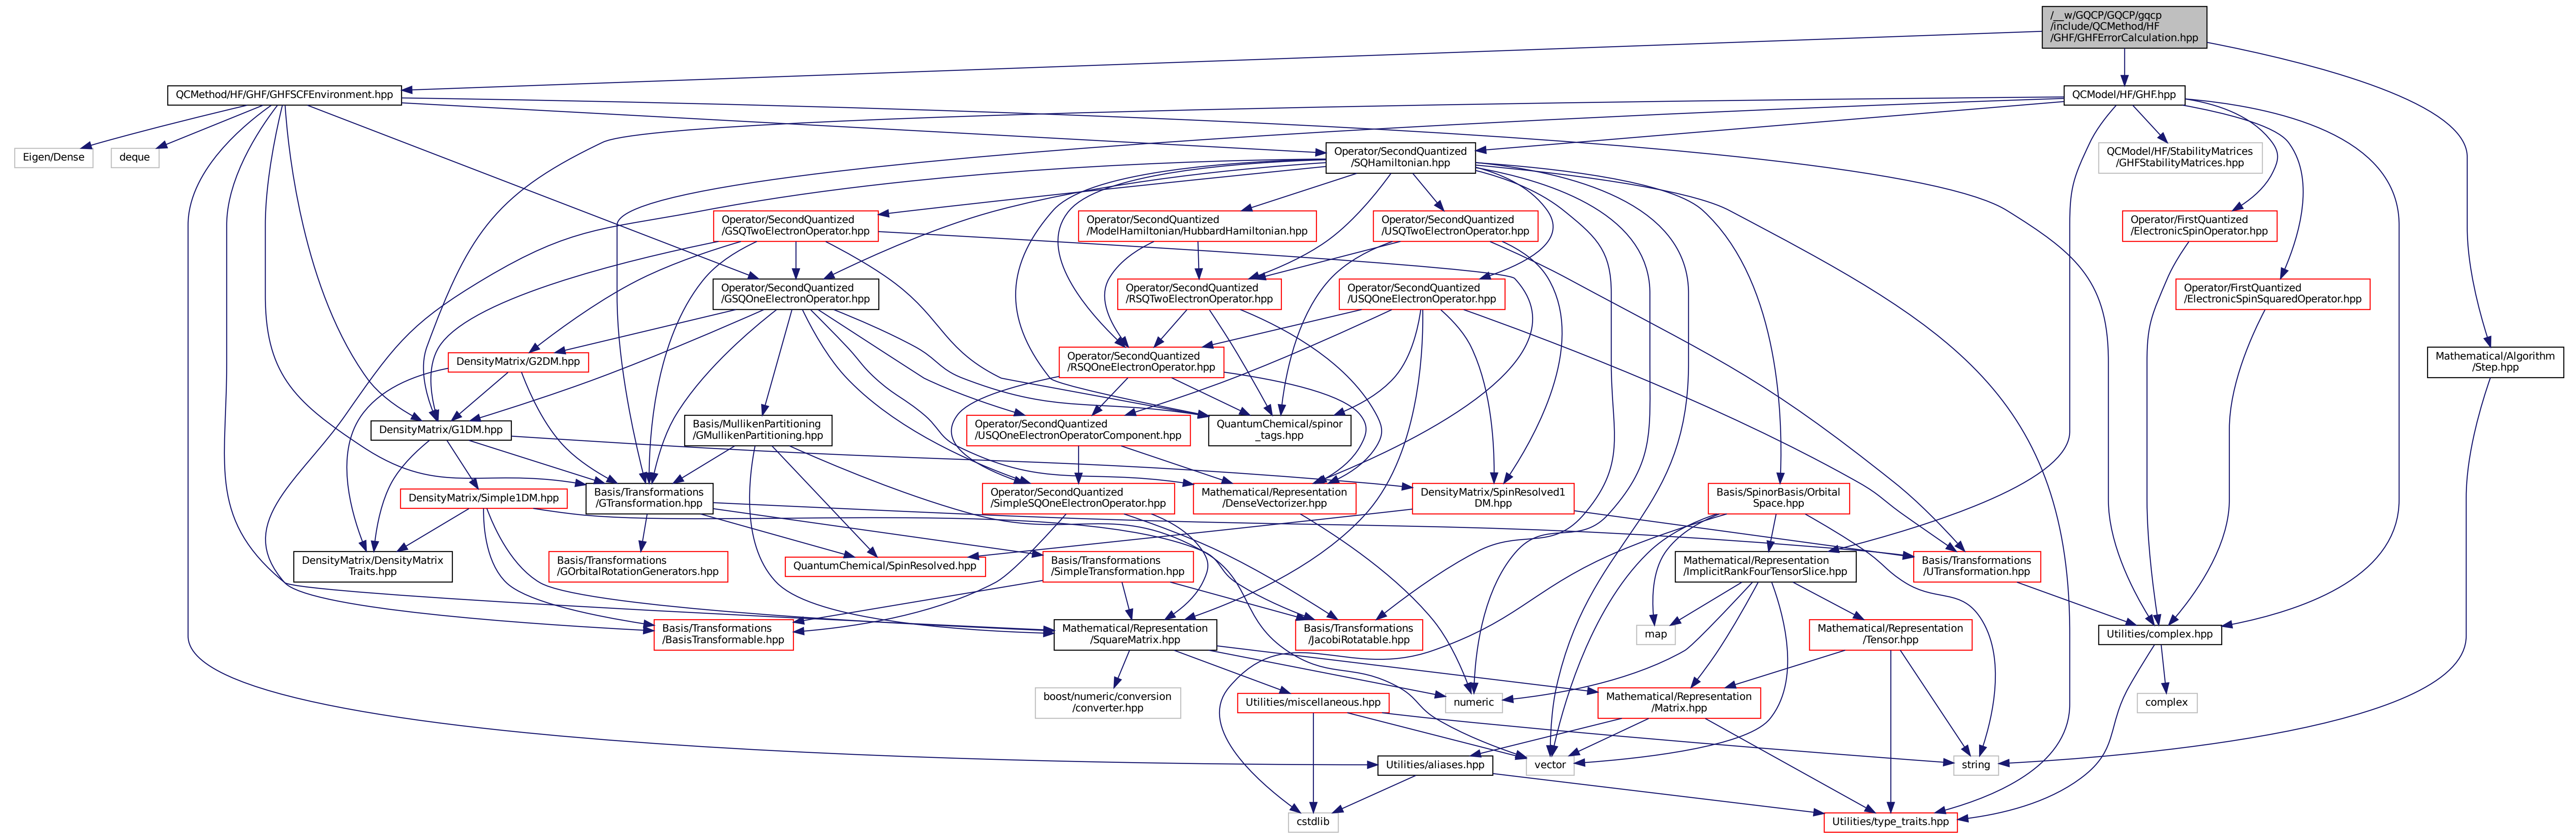 /__w/GQCP/GQCP/gqcp
/include/QCMethod/HF
/GHF/GHFErrorCalculation.hpp
QCMethod/HF/GHF/GHFSCFEnvironment.hpp
QCModel/HF/GHF.hpp
Eigen/Dense
deque
Operator/SecondQuantized
/SQHamiltonian.hpp
QCModel/HF/StabilityMatrices
/GHFStabilityMatrices.hpp
Operator/SecondQuantized
/GSQTwoElectronOperator.hpp
Operator/SecondQuantized
/ModelHamiltonian/HubbardHamiltonian.hpp
Operator/SecondQuantized
/USQTwoElectronOperator.hpp
Operator/FirstQuantized
/ElectronicSpinOperator.hpp
Operator/SecondQuantized
/GSQOneElectronOperator.hpp
Operator/SecondQuantized
/RSQTwoElectronOperator.hpp
Operator/SecondQuantized
/USQOneElectronOperator.hpp
Operator/FirstQuantized
/ElectronicSpinSquaredOperator.hpp
DensityMatrix/G2DM.hpp
Operator/SecondQuantized
/RSQOneElectronOperator.hpp
Mathematical/Algorithm
/Step.hpp
DensityMatrix/G1DM.hpp
Basis/MullikenPartitioning
/GMullikenPartitioning.hpp
Operator/SecondQuantized
/USQOneElectronOperatorComponent.hpp
QuantumChemical/spinor
_tags.hpp
DensityMatrix/Simple1DM.hpp
Basis/Transformations
/GTransformation.hpp
Operator/SecondQuantized
/SimpleSQOneElectronOperator.hpp
Mathematical/Representation
/DenseVectorizer.hpp
DensityMatrix/SpinResolved1
DM.hpp
Basis/SpinorBasis/Orbital
Space.hpp
DensityMatrix/DensityMatrix
Traits.hpp
Basis/Transformations
/GOrbitalRotationGenerators.hpp
QuantumChemical/SpinResolved.hpp
Basis/Transformations
/SimpleTransformation.hpp
Mathematical/Representation
/ImplicitRankFourTensorSlice.hpp
Basis/Transformations
/UTransformation.hpp
Basis/Transformations
/BasisTransformable.hpp
Mathematical/Representation
/SquareMatrix.hpp
Basis/Transformations
/JacobiRotatable.hpp
map
Mathematical/Representation
/Tensor.hpp
Utilities/complex.hpp
boost/numeric/conversion
/converter.hpp
Utilities/miscellaneous.hpp
numeric
Mathematical/Representation
/Matrix.hpp
complex
Utilities/aliases.hpp
vector
string
cstdlib
Utilities/type_traits.hpp